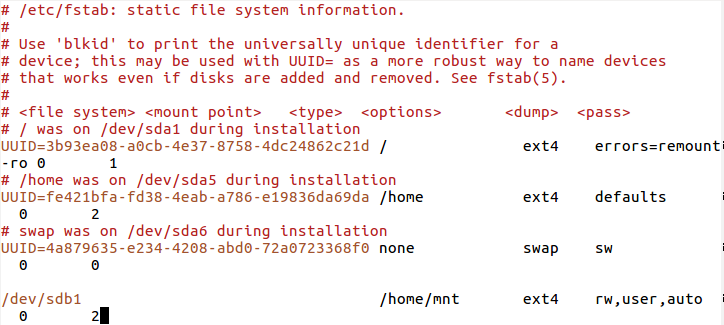 # /etc/fstab: static file system information.
#
# Use 'blkid' to print the universally unique identifier for a
# device; this may be used with UUID= as a more robust way to name devices
# that works even if disks are added and removed. See fstab(5).
#
# <file system> <mount point>   <type>  <options>       <dump>  <pass>
# / was on /dev/sda1 during installation
UUID=3b93ea08-a0cb-4e37-8758-4dc24862c21d /               ext4    errors=remount
-ro 0       1
# /home was on /dev/sda5 during installation
UUID=fe421bfa-fd38-4eab-a786-e19836da69da /home           ext4    defaults
  0       2
# swap was on /dev/sda6 during installation
UUID=4a879635-e234-4208-abd0-72a0723368f0 none            swap    sw
  0       0
/dev/sdb1                                 /home/mnt       ext4    rw,user,auto
  0       2